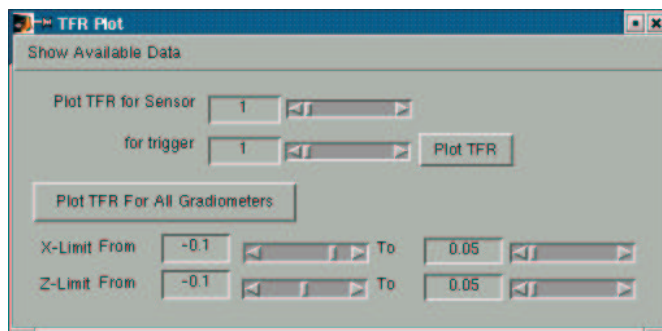 TFR Plot
Show Available Data
Plot TFR for Sensor 1
for trigger 1 Plot TFR
Plot TFR For All Gradiometers
X-Limit From -0.1 To 0.05
Z-Limit From -0.1 To 0.05